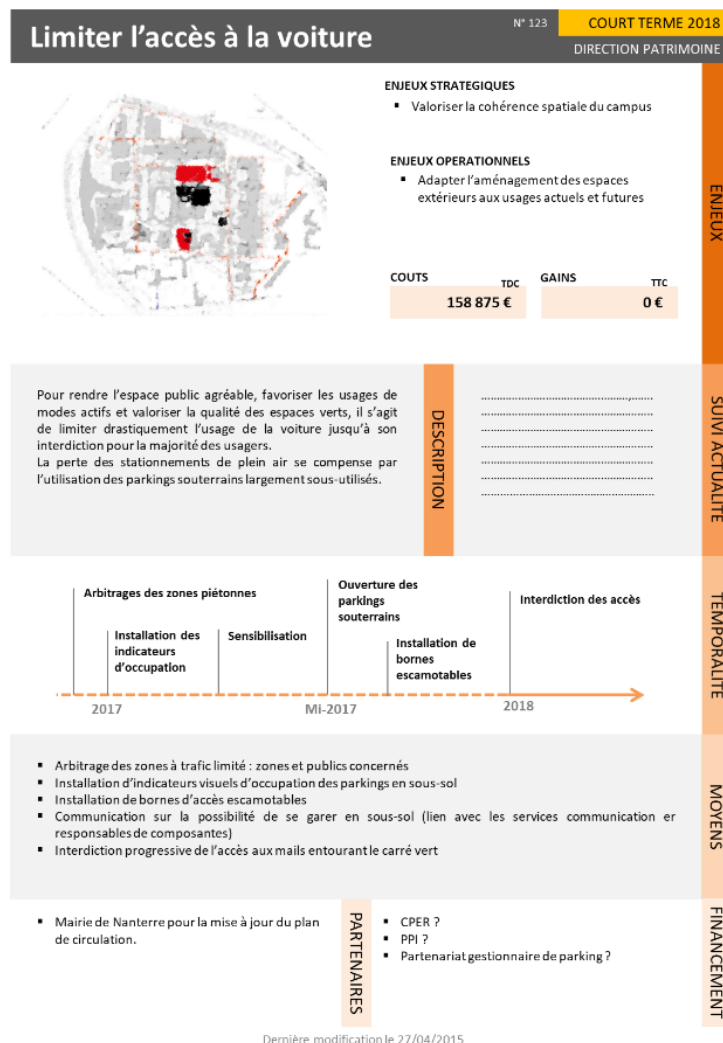 Limiter l'accès à la voiture
N° 123
COURT TERME 2018
DIRECTION PATRIMOINE
ENJEUX STRATEGIQUES
▪ Valoriser la cohérence spatiale du campus
ENJEUX OPERATIONNELS
▪ Adapter l'aménagement des espaces
extérieurs aux usages actuels et futures
COUTS TDC
158 875 €
GAINS TTC
0 €
ENJEUX
Pour rendre l'espace public agréable, favoriser les usages de
modes actifs et valoriser la qualité des espaces verts, il s'agit
de limiter drastiquement l'usage de la voiture jusqu'à son
interdiction pour la majorité des usagers.
La perte des stationnements de plein air se compense par
l'utilisation des parkings souterrains largement sous-utilisés.
DESCRIPTION
SUIVI ACTUALITE
Arbitrages des zones piétonnes
Installation des
indicateurs
d'occupation
Sensibilisation
Ouverture des
parkings
souterrains
Installation de
bornes
escamotables
Interdiction des accès
2017
Mi-2017
2018
TEMPORALITE
▪ Arbitrage des zones à trafic limité : zones et publics concernés
▪ Installation d'indicateurs visuels d'occupation des parkings en sous-sol
▪ Installation de bornes d'accès escamotables
▪ Communication sur la possibilité de se garer en sous-sol (lien avec les services communication er
responsables de composantes)
▪ Interdiction progressive de l'accès aux mails entourant le carré vert
MOYENS
▪ Mairie de Nanterre pour la mise à jour du plan
de circulation.
PARTENAIRES
▪ CPER ?
▪ PPI ?
▪ Partenariat gestionnaire de parking ?
FINANCEMENT
Dernière modification le 27/04/2015